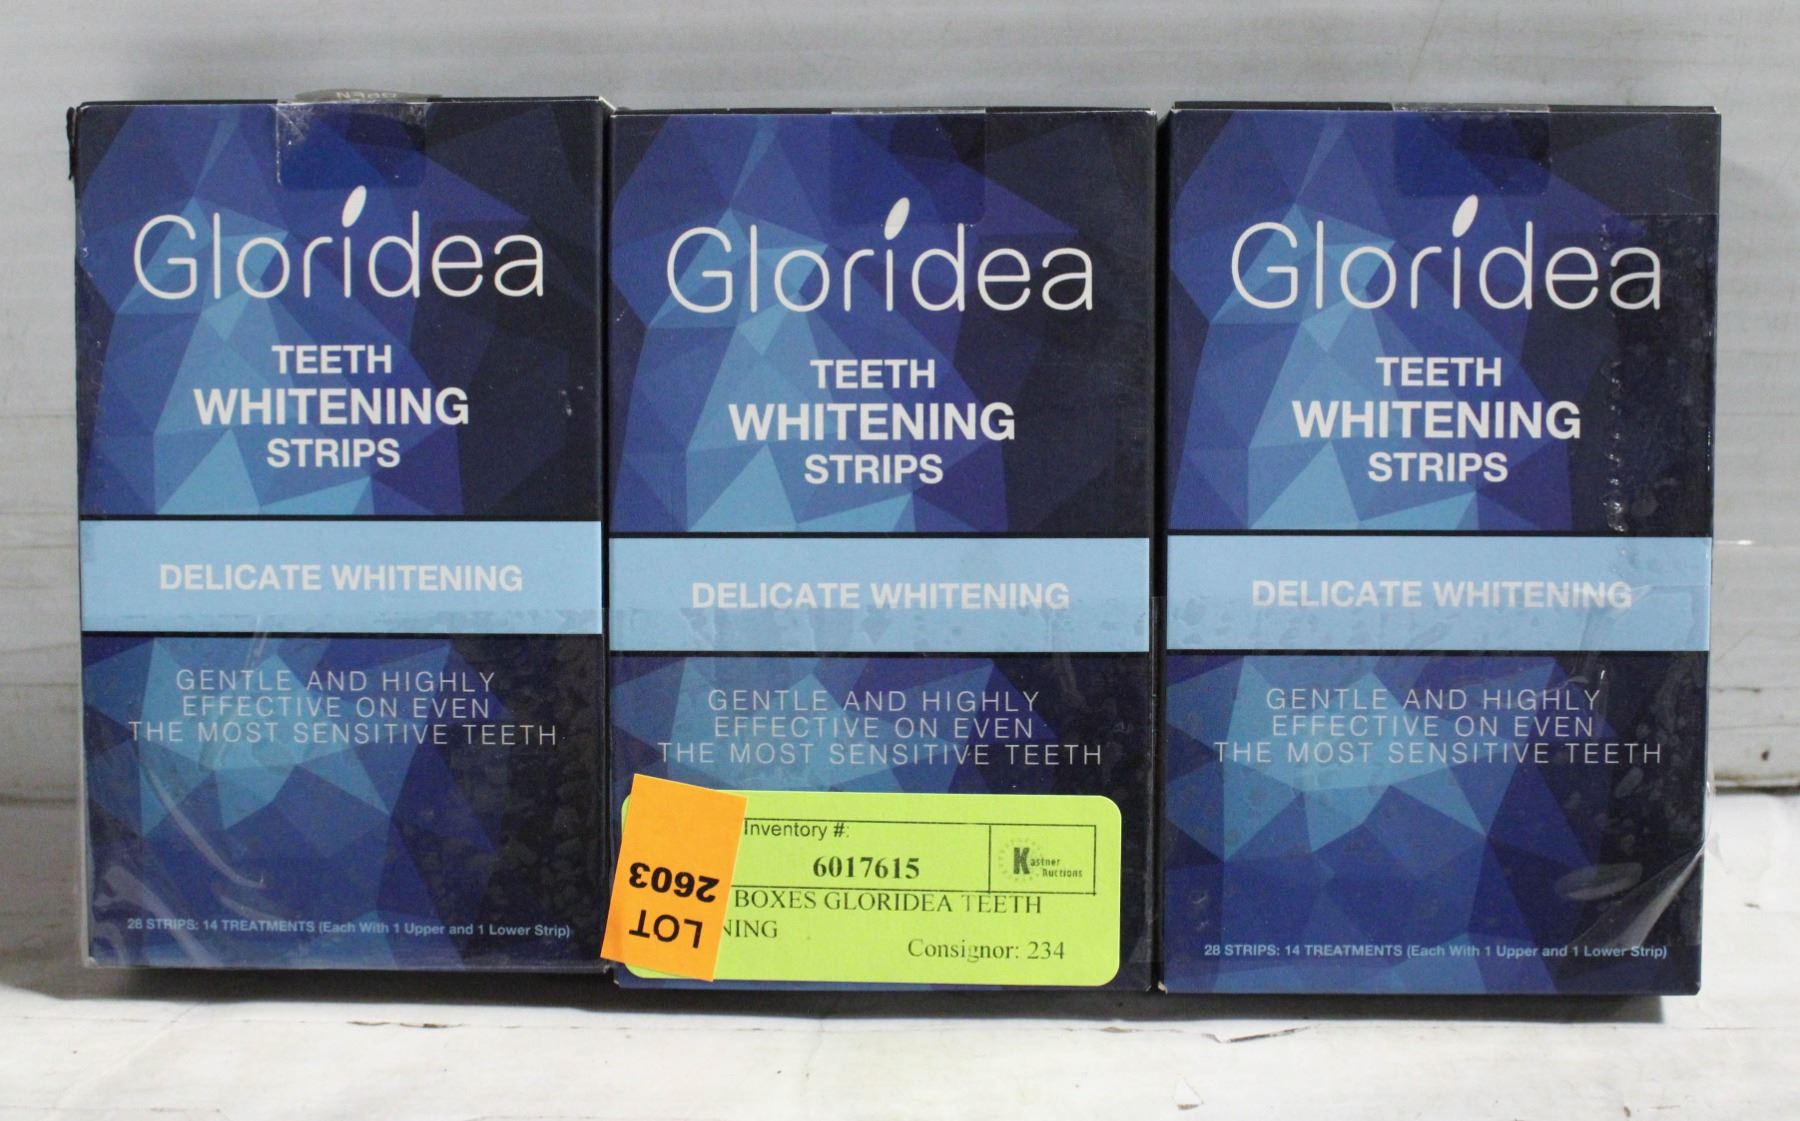 OPEN
Gloridea
TEETH
WHITENING
STRIPS
DELICATE WHITENING
GENTLE AND HIGHLY
EFFECTIVE ON EVEN
THE MOST SENSITIVE TEETH
28 STRIPS: 14 TREATMENTS (Each With 1 Upper and 1 Lower Strip)
Gloridea
TEETH
WHITENING
STRIPS
DELICATE WHITENING
GENTLE AND HIGHLY
EFFECTIVE ON EVEN
THE MOST SENSITIVE TEETH
LOT
2603
Inventory #:
6017615
Kastner
Auctions
BOXES GLORIDEA TEETH
NING
Consignor: 234
Gloridea
TEETH
WHITENING
STRIPS
DELICATE WHITENING
GENTLE AND HIGHLY
EFFECTIVE ON EVEN
THE MOST SENSITIVE TEETH
28 STRIPS: 14 TREATMENTS (Each With 1 Upper and 1 Lower Strip)